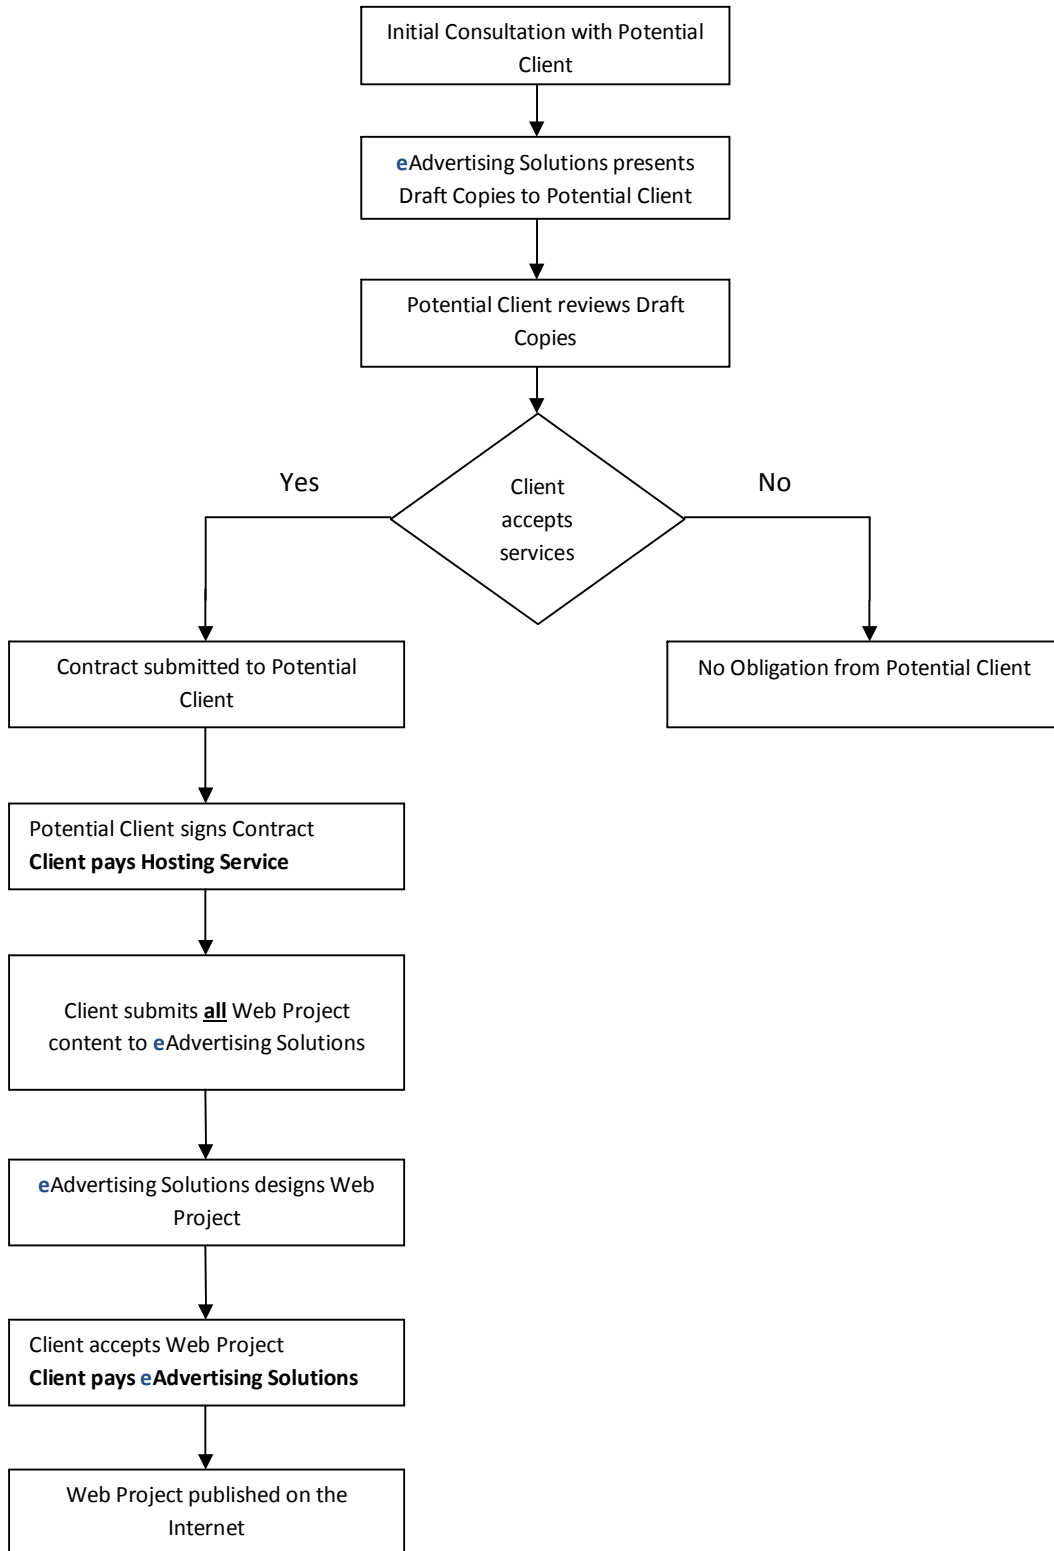 Initial Consultation with Potential
Client
eAdvertising Solutions presents
Draft Copies to Potential Client
Potential Client reviews Draft
Copies
Yes
No
Client
accepts
services
Contract submitted to Potential
Client
No Obligation from Potential Client
Potential Client signs Contract
Client pays Hosting Service
Client submits all Web Project
content to eAdvertising Solutions
eAdvertising Solutions designs Web
Project
Client accepts Web Project
Client pays eAdvertising Solutions
Web Project published on the
Internet